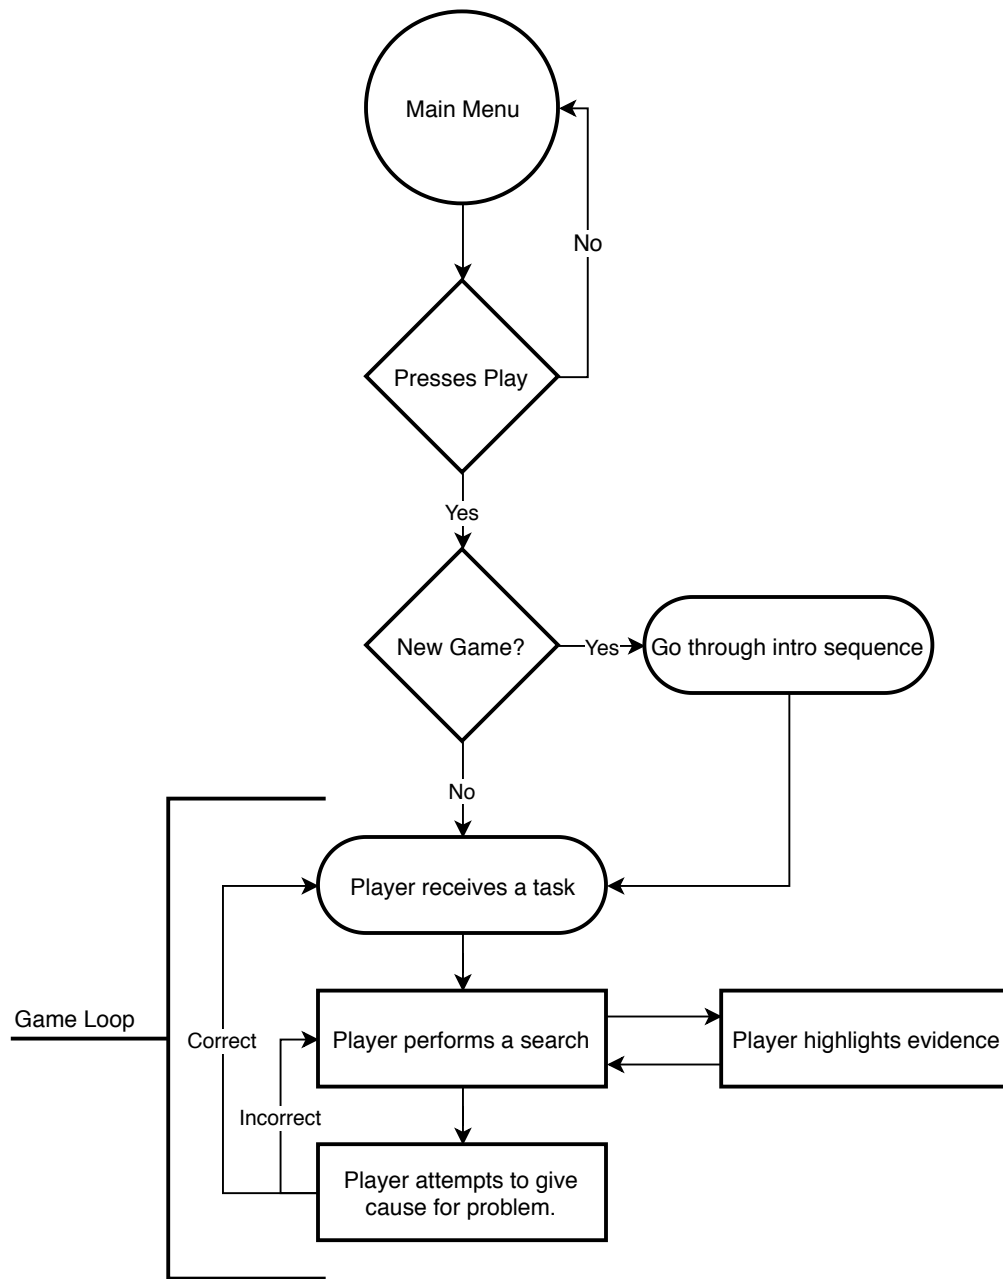 Main Menu
No
Presses Play
Yes
New Game?
Yes
Go through intro sequence
No
Player receives a task
Game Loop
Correct
Player performs a search
Player highlights evidence
Incorrect
Player attempts to give
cause for problem.